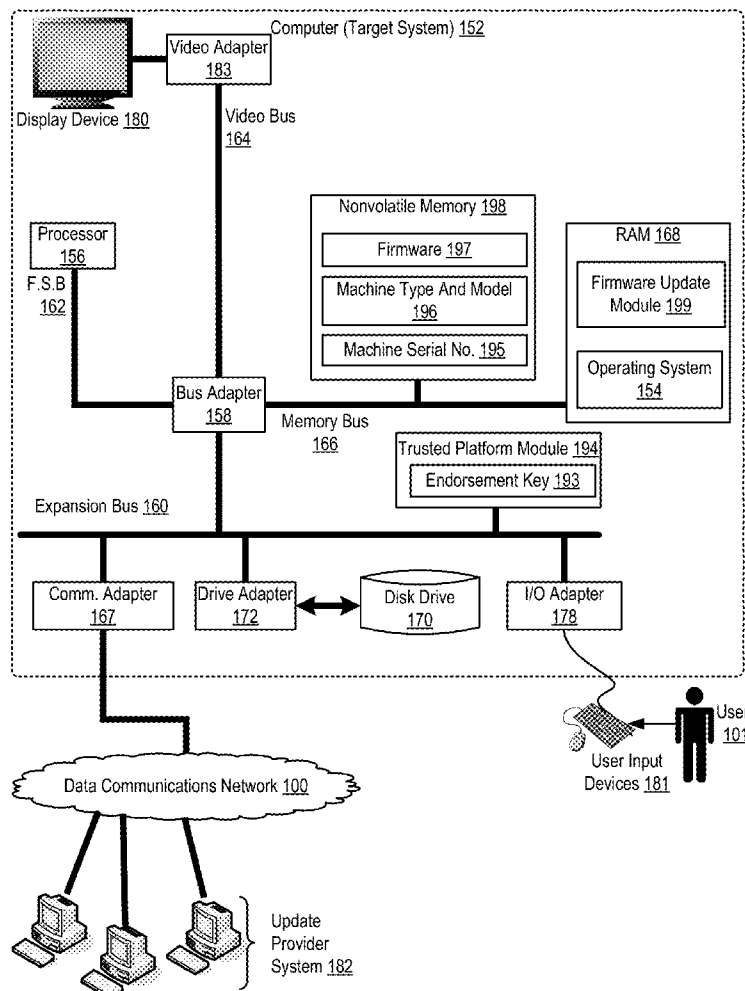 Computer (Target System) 152
Video Adapter
183
Display Device 180
Video Bus
164
Nonvolatile Memory 198
Firmware 197
Machine Type And Model
196
Machine Serial No. 195
RAM 168
Firmware Update
Module 199
Operating System
154
Processor
156
F.S.B
162
Bus Adapter
158
Memory Bus
166
Trusted Platform Module 194
Endorsement Key 193
Expansion Bus 160
Comm. Adapter
167
Drive Adapter
172
Disk Drive
170
I/O Adapter
178
User
101
User Input
Devices 181
Data Communications Network 100
Update
Provider
System 182